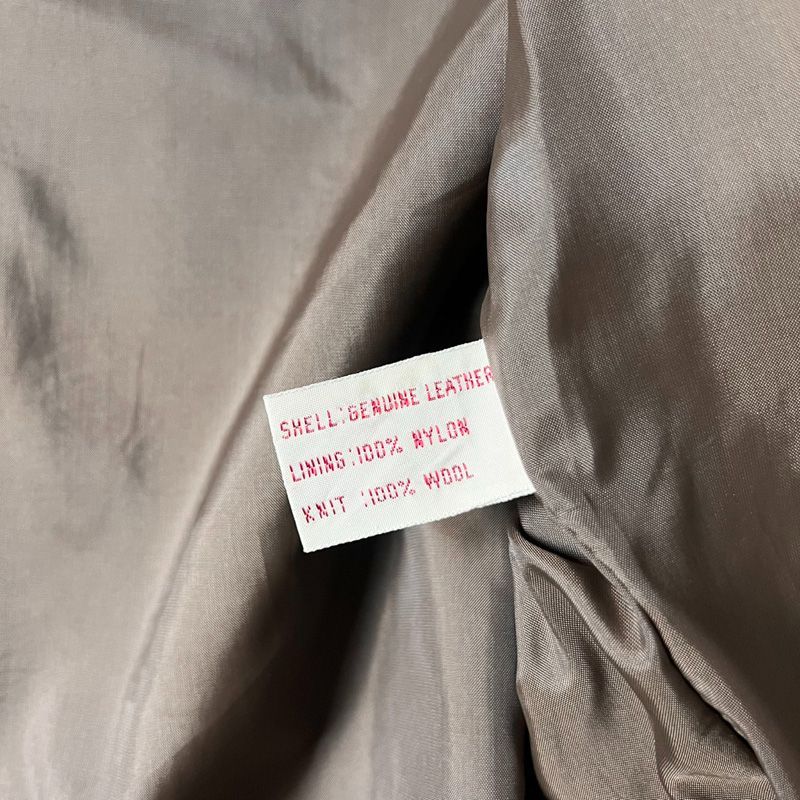 SHELL:GENUINE LEATHER
LINING:100% NYLON
KNIT :100% WOOL